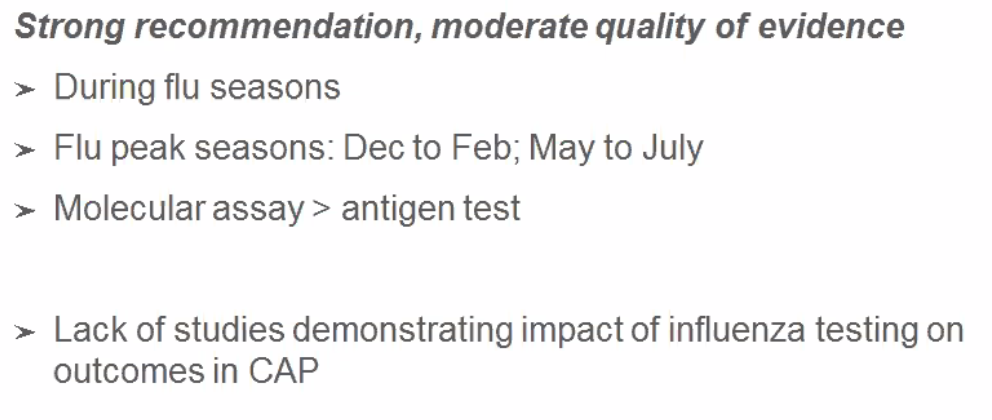 Strong recommendation, moderate quality of evidence
➢ During flu seasons
➢ Flu peak seasons: Dec to Feb; May to July
➢ Molecular assay > antigen test
➢ Lack of studies demonstrating impact of influenza testing on
outcomes in CAP